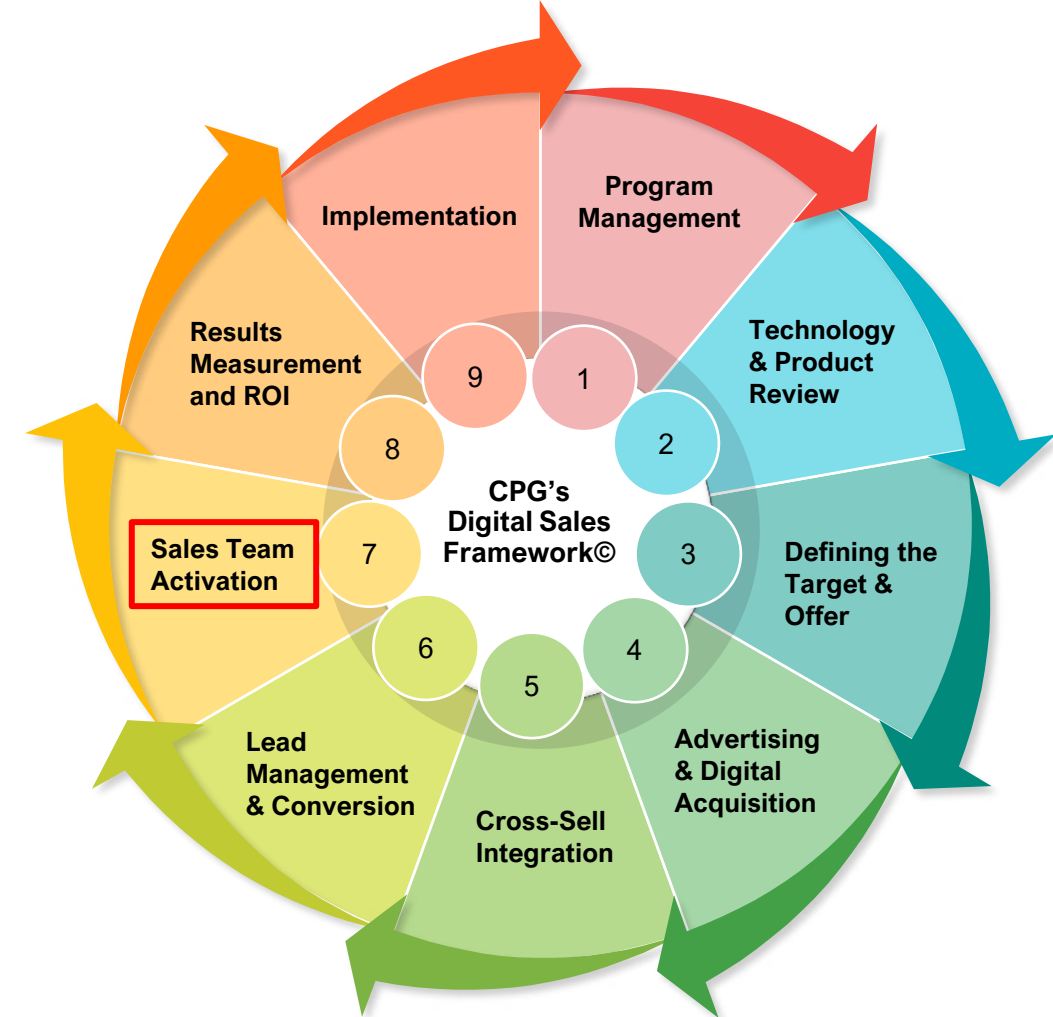 CPG's
Digital Sales
Framework©
1
Program
Management
2
Technology
& Product
Review
3
Defining the
Target &
Offer
4
Advertising
& Digital
Acquisition
5
Cross-Sell
Integration
6
Lead
Management
& Conversion
7
Sales Team
Activation
8
Results
Measurement
and ROI
9
Implementation